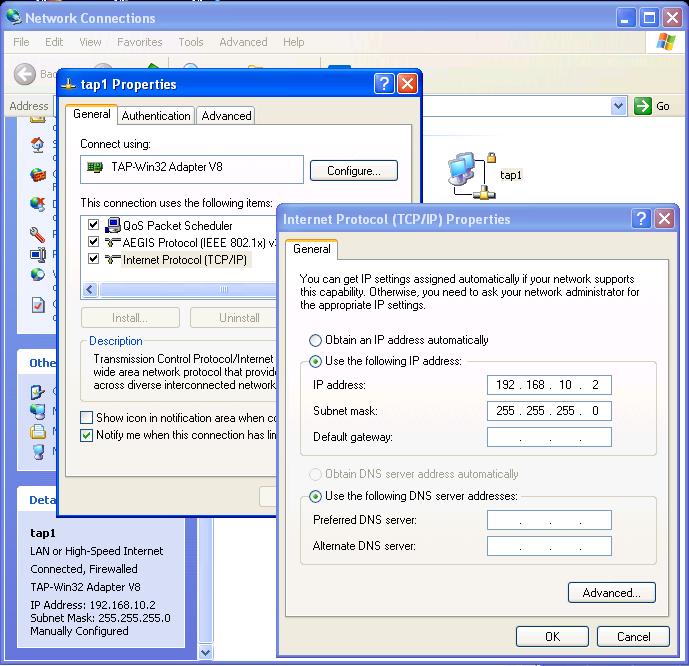 Network Connections
File Edit View Favorites Tools Advanced Help
Address
Go
tap1 Properties
General Authentication Advanced
Connect using:
TAP-Win32 Adapter V8
Configure...
This connection uses the following items:
QoS Packet Scheduler
AEGIS Protocol (IEEE 802.1x)
Internet Protocol (TCP/IP)
Install...
Uninstall
Description
Transmission Control Protocol/Internet
wide area network protocol that
across diverse interconnected
Show icon in notification area when
Notify me when this connection has
tap1
Internet Protocol (TCP/IP) Properties
General
You can get IP settings assigned automatically if your network supports
this capability. Otherwise, you need to ask your network administrator for
the appropriate IP settings.
Obtain an IP address automatically
Use the following IP address:
IP address: 192 . 168 . 10 . 2
Subnet mask: 255 . 255 . 255 . 0
Default gateway: . . .
Obtain DNS server address automatically
Use the following DNS server addresses:
Preferred DNS server: . . .
Alternate DNS server: . . .
Advanced...
OK
Cancel
tap1
LAN or High-Speed Internet
Connected, Firewalled
TAP-Win32 Adapter V8
IP Address: 192.168.10.2
Subnet Mask: 255.255.255.0
Manually Configured